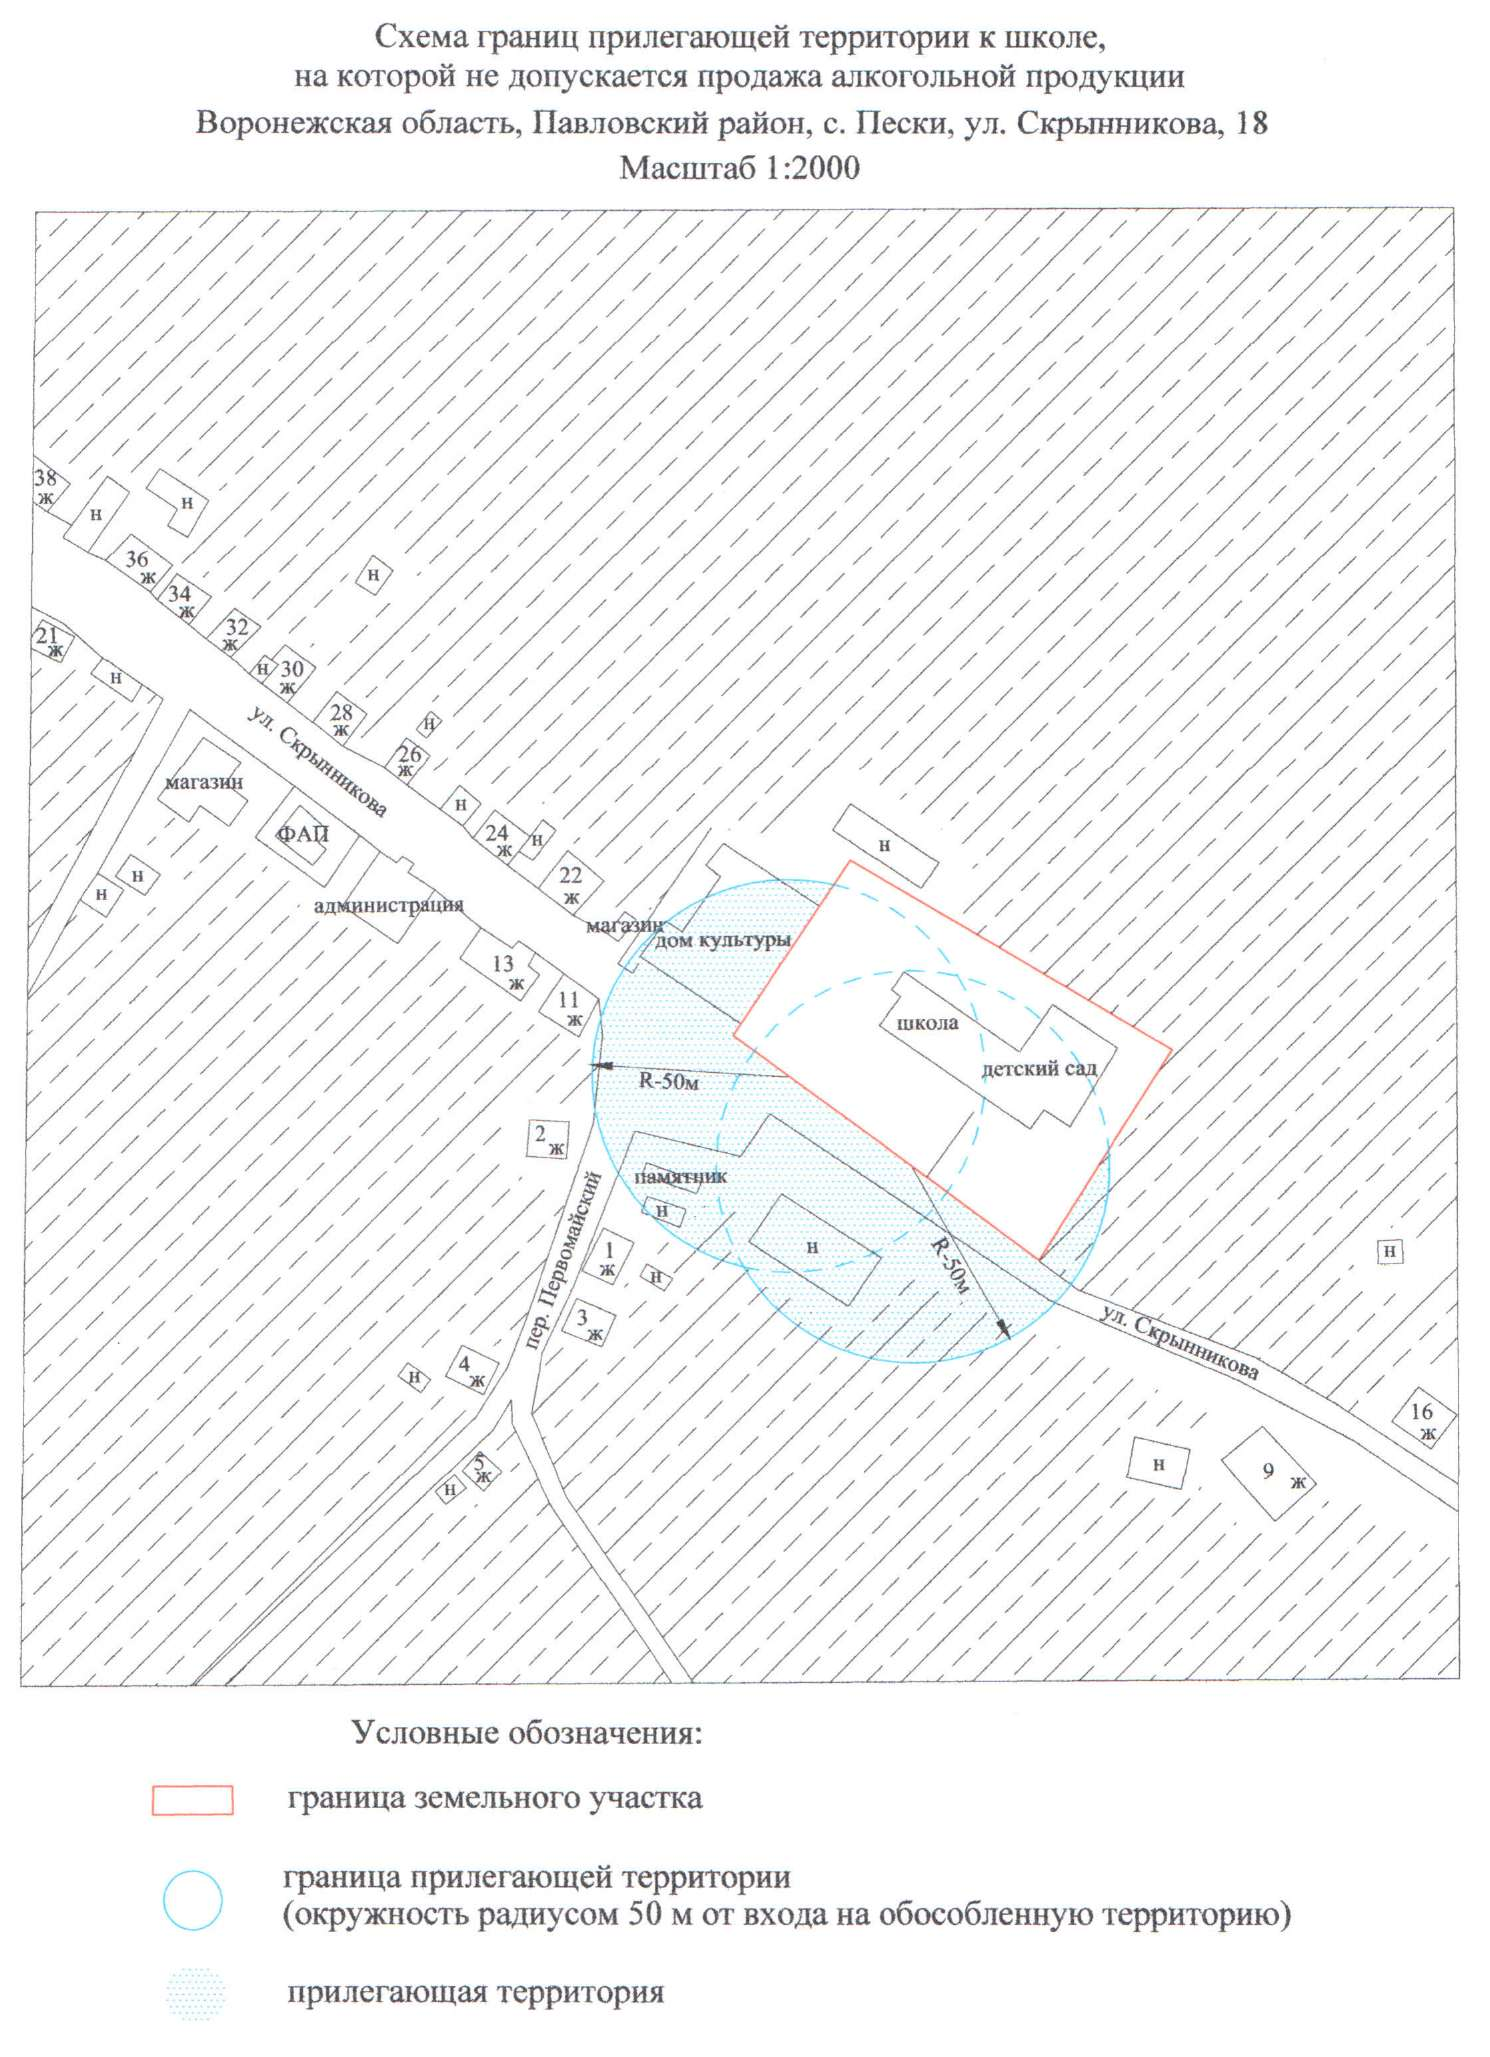 Схема границ прилегающей территории к школе,
на которой не допускается продажа алкогольной продукции
Воронежская область, Павловский район, с. Пески, ул. Скрынникова, 18
Масштаб 1:2000
38
ж
н
н
36
ж
34
ж
н
32
ж
21
ж
н
н
30
ж
28
ж
н
ул. Скрынникова
26
ж
магазин
н
ФАП
24
ж
н
н
22
ж
н
н
администрация
магазин
дом культуры
13
ж
11
ж
школа
детский сад
R-50м
2
ж
памятник
н
пер. Первомайский
1
ж
н
н
R-50м
н
3
ж
ул. Скрынникова
4
ж
н
16
ж
5
ж
н
н
9
ж
Условные обозначения:
граница земельного участка
граница прилегающей территории
(окружность радиусом 50 м от входа на обособленную территорию)
прилегающая территория